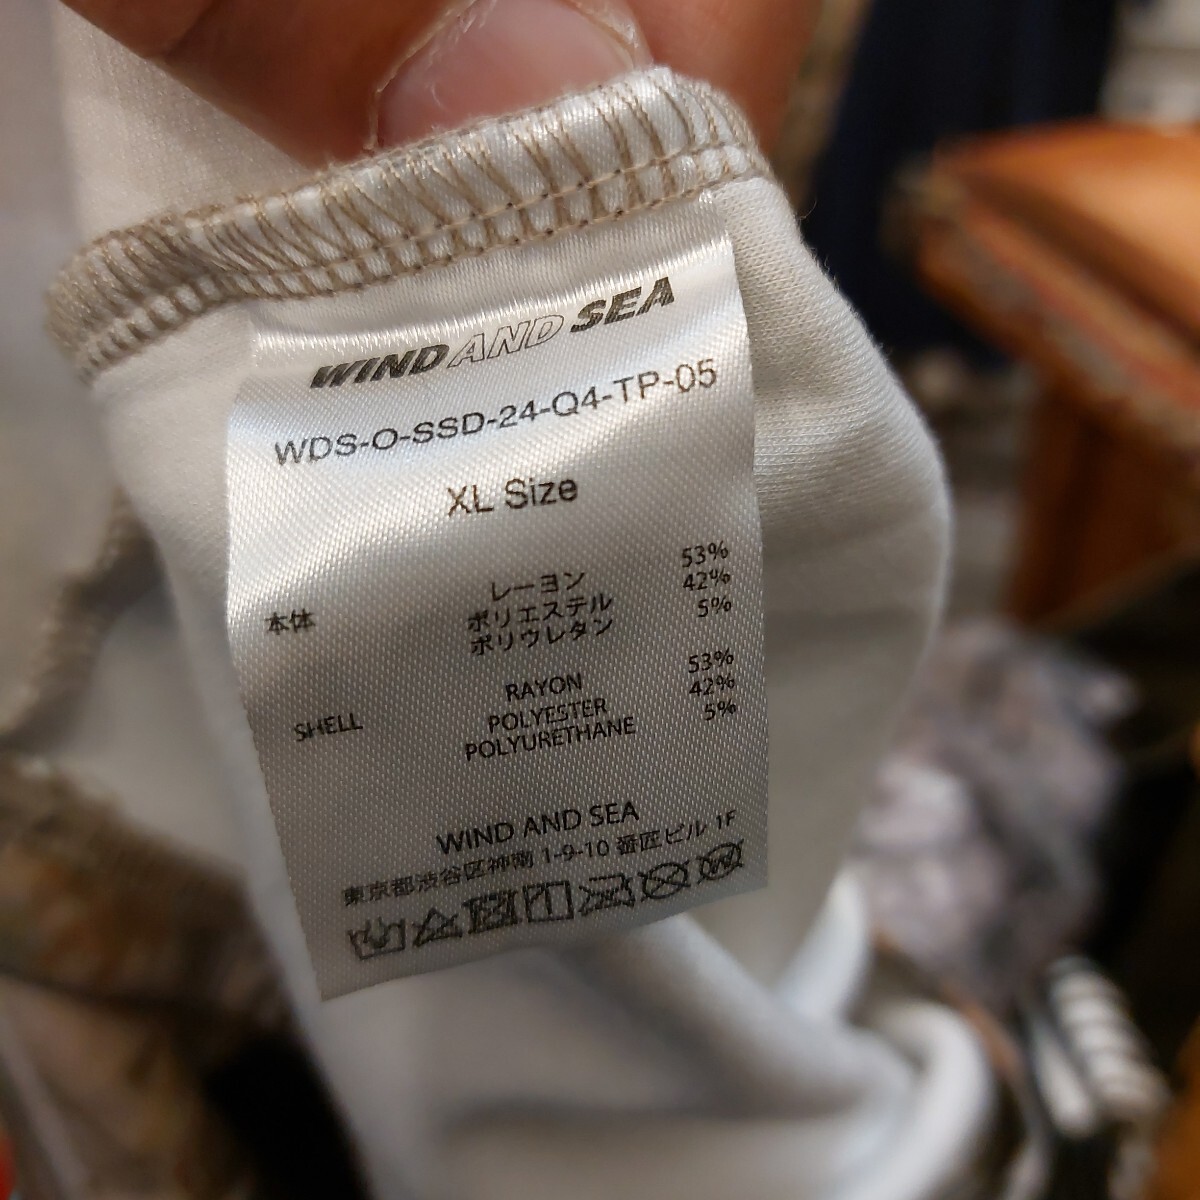 WIND AND SEA
WDS-O-SSD-24-Q4-TP-05
XL Size
本体 レーヨン 53%
ポリエステル 42%
ポリウレタン 5%
SHELL RAYON 53%
POLYESTER 42%
POLYURETHANE 5%
WIND AND SEA
東京都渋谷区神南 1-9-10 番匠ビル 1F